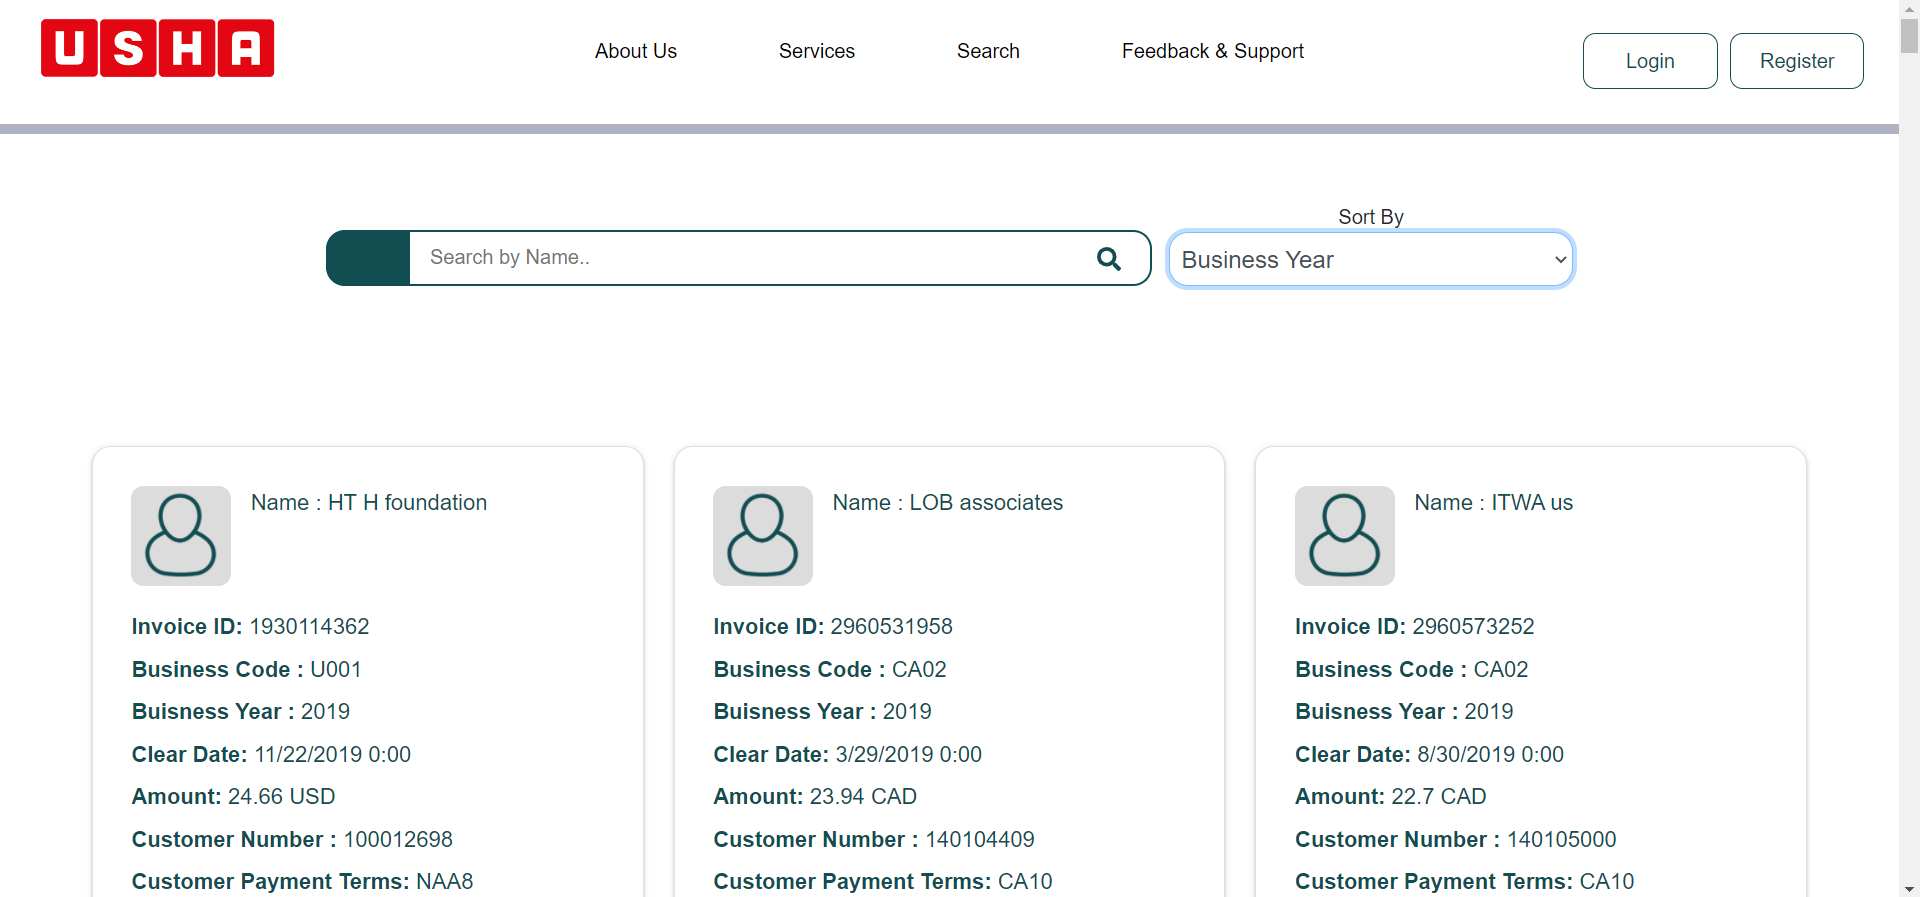 USHA
About Us Services Search Feedback & Support Login Register
Sort By
Search by Name.. Business Year
Name : HT H foundation
Invoice ID: 1930114362
Business Code : U001
Buisness Year : 2019
Clear Date: 11/22/2019 0:00
Amount: 24.66 USD
Customer Number : 100012698
Customer Payment Terms: NAA8
Name : LOB associates
Invoice ID: 2960531958
Business Code : CA02
Buisness Year : 2019
Clear Date: 3/29/2019 0:00
Amount: 23.94 CAD
Customer Number : 140104409
Customer Payment Terms: CA10
Name : ITWA us
Invoice ID: 2960573252
Business Code : CA02
Buisness Year : 2019
Clear Date: 8/30/2019 0:00
Amount: 22.7 CAD
Customer Number : 140105000
Customer Payment Terms: CA10